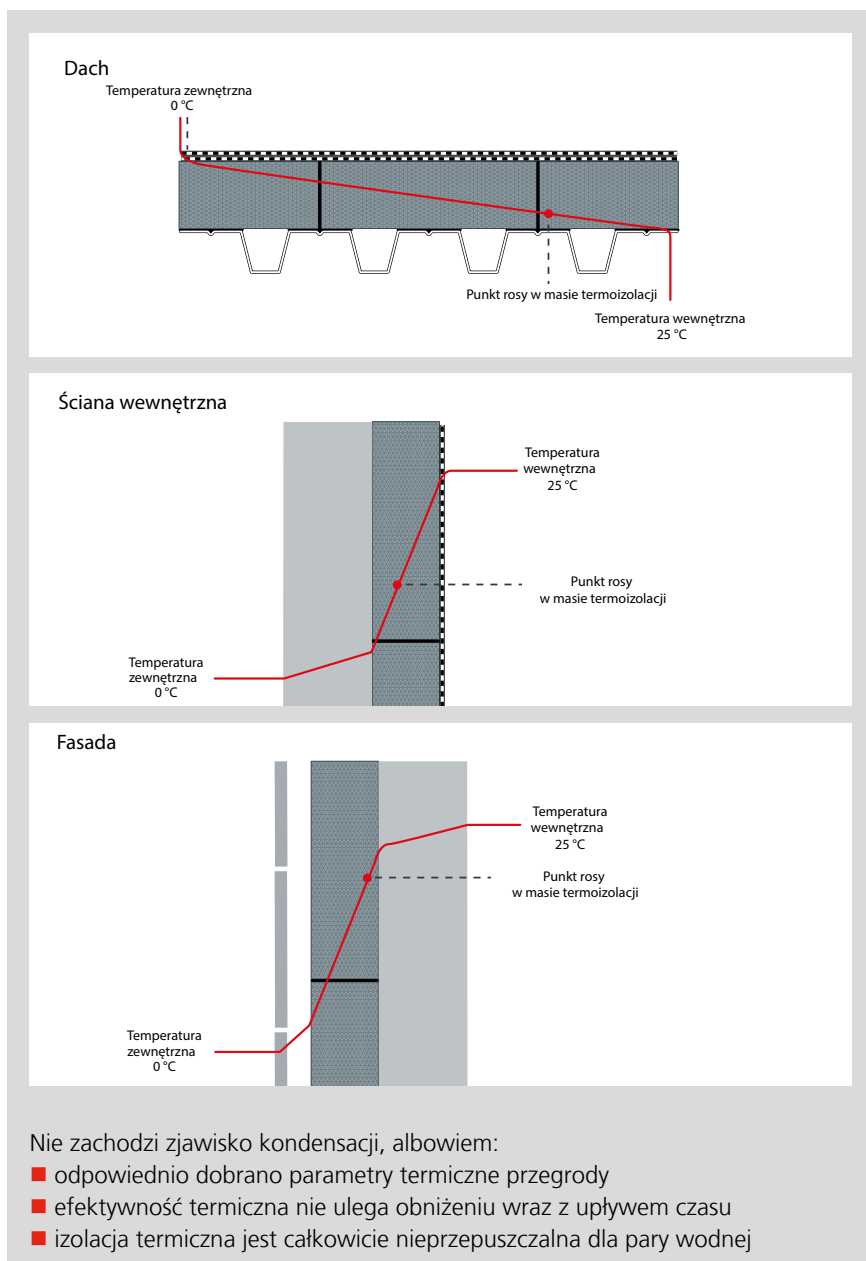 Dach
Temperatura zewnętrzna
0 °C
Punkt rosy w masie termoizolacji
Temperatura wewnętrzna
25 °C
Ściana wewnętrzna
Temperatura
wewnętrzna
25 °C
Punkt rosy
w masie termoizolacji
Temperatura
zewnętrzna
0 °C
Fasada
Temperatura
wewnętrzna
25 °C
Punkt rosy
w masie termoizolacji
Temperatura
zewnętrzna
0 °C
Nie zachodzi zjawisko kondensacji, albowiem:
■ odpowiednio dobrano parametry termiczne przegrody
■ efektywność termiczna nie ulega obniżeniu wraz z upływem czasu
■ izolacja termiczna jest całkowicie nieprzepuszczalna dla pary wodnej